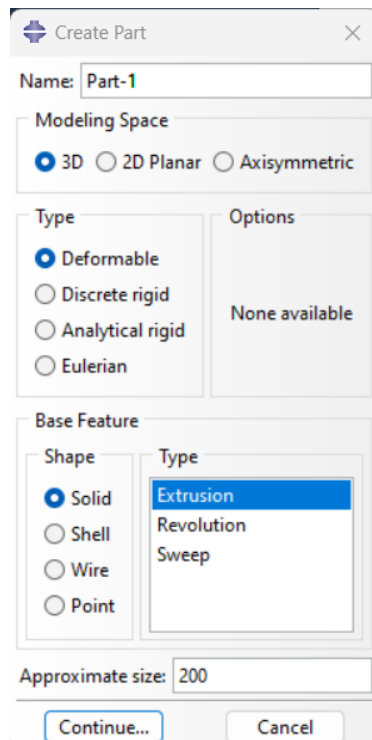 Create Part
Name: Part-1
Modeling Space
3D 2D Planar Axisymmetric
Type
Deformable
Discrete rigid
Analytical rigid
Eulerian
Options
None available
Base Feature
Shape
Solid
Shell
Wire
Point
Type
Extrusion
Revolution
Sweep
Approximate size: 200
Continue... Cancel